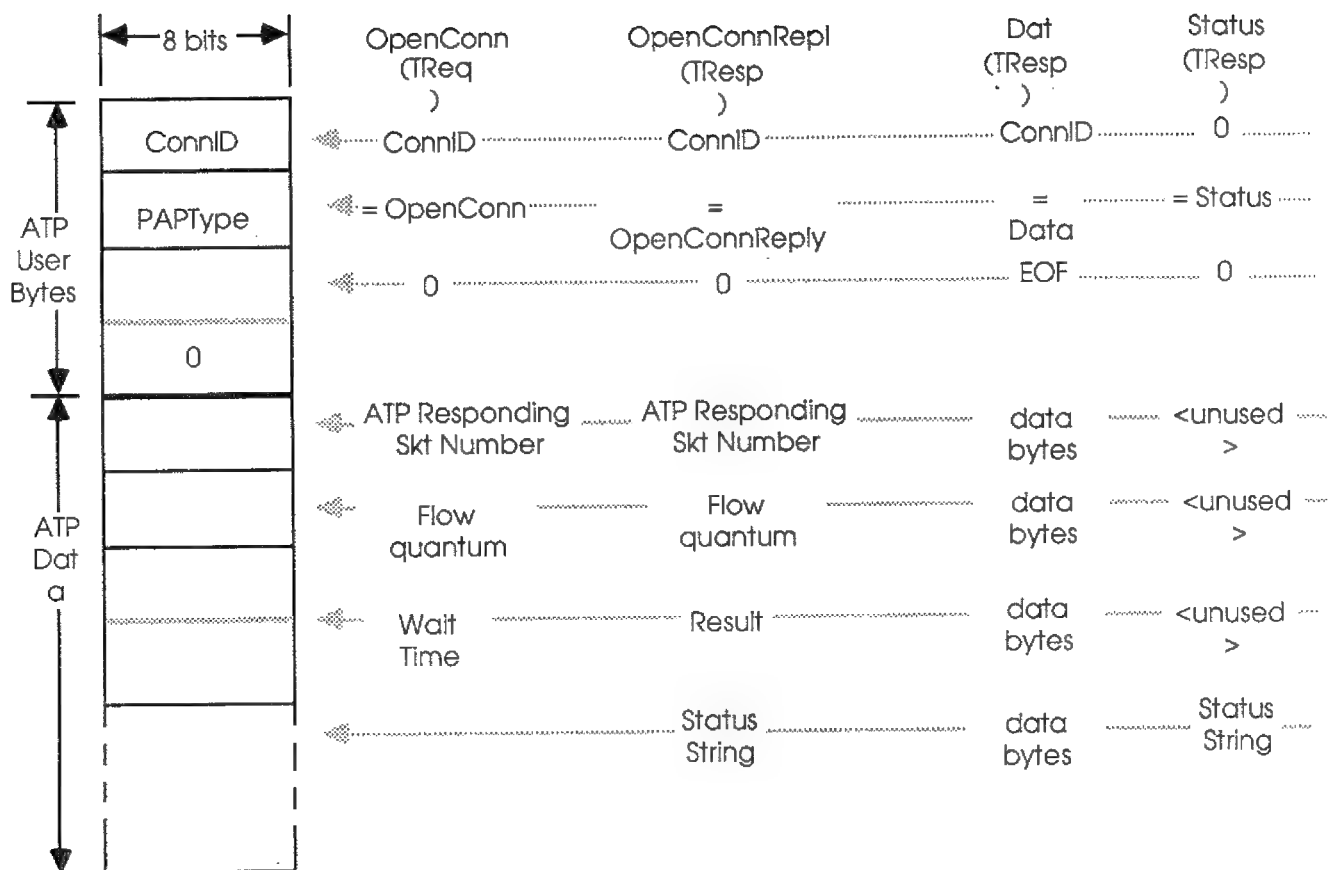 8 bits
OpenConn
(TReq
)
OpenConnRepl
(TResp
)
Dat
(TResp
)
Status
(TResp
)
ATP
User
Bytes
ConnID
ConnID
ConnID
ConnID
0
PAPType
= OpenConn
=
OpenConnReply
=
Data
= Status
0
0
EOF
0
0
ATP
Dat
a
ATP Responding
Skt Number
ATP Responding
Skt Number
data
bytes
<unused
>
Flow
quantum
Flow
quantum
data
bytes
<unused
>
Wait
Time
Result
data
bytes
<unused
>
Status
String
data
bytes
Status
String